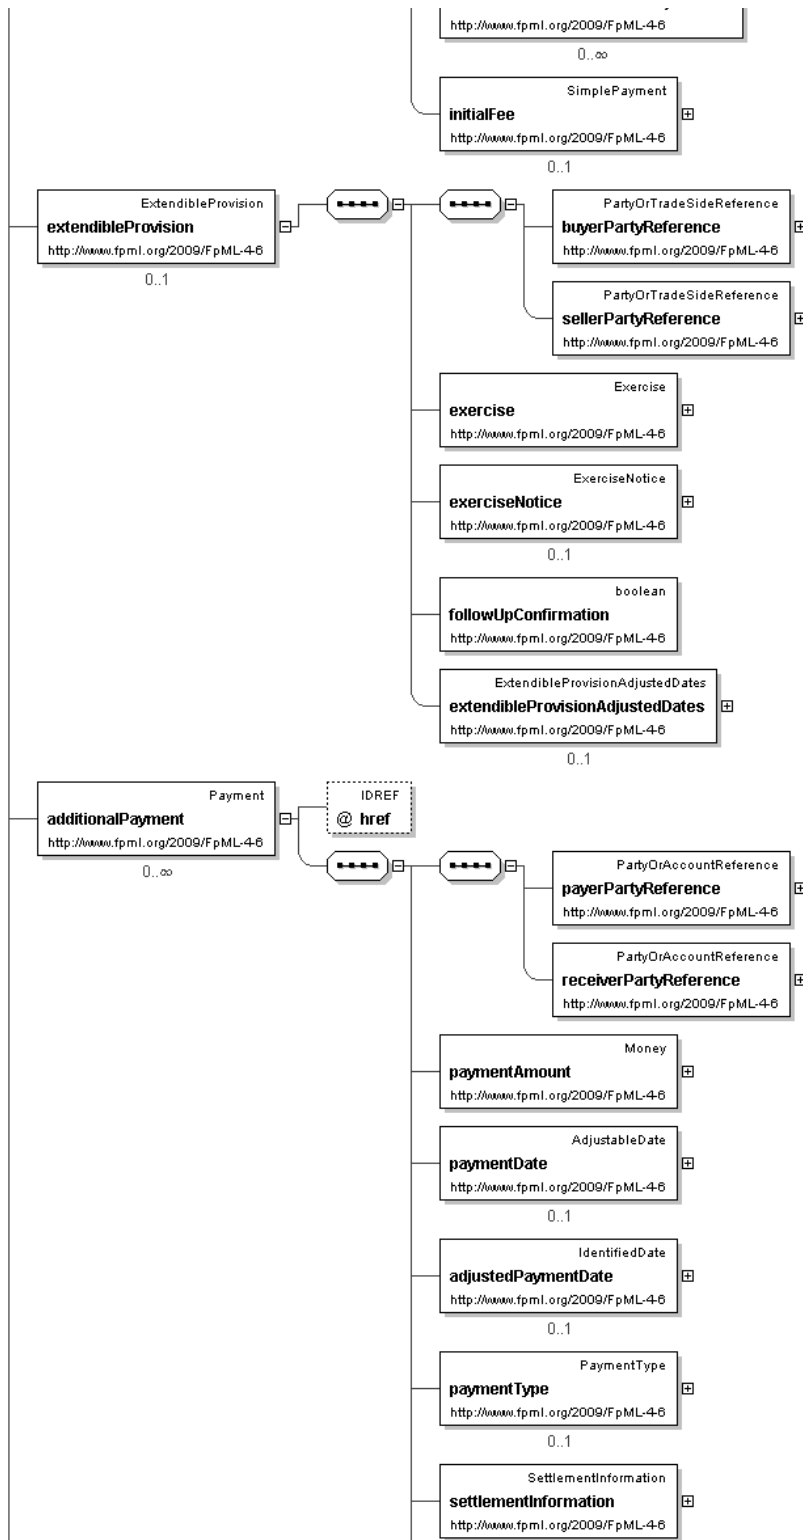 http://www.fpml.org/2009/FpML-4-6
0..∞
SimplePayment
initialFee
http://www.fpml.org/2009/FpML-4-6
0..1
ExtendibleProvision
extendibleProvision
http://www.fpml.org/2009/FpML-4-6
0..1
PartyOrTradeSideReference
buyerPartyReference
http://www.fpml.org/2009/FpML-4-6
PartyOrTradeSideReference
sellerPartyReference
http://www.fpml.org/2009/FpML-4-6
Exercise
exercise
http://www.fpml.org/2009/FpML-4-6
ExerciseNotice
exerciseNotice
http://www.fpml.org/2009/FpML-4-6
0..1
boolean
followUpConfirmation
http://www.fpml.org/2009/FpML-4-6
ExtendibleProvisionAdjustedDates
extendibleProvisionAdjustedDates
http://www.fpml.org/2009/FpML-4-6
0..1
Payment
additionalPayment
http://www.fpml.org/2009/FpML-4-6
0..∞
IDREF
@ href
PartyOrAccountReference
payerPartyReference
http://www.fpml.org/2009/FpML-4-6
PartyOrAccountReference
receiverPartyReference
http://www.fpml.org/2009/FpML-4-6
Money
paymentAmount
http://www.fpml.org/2009/FpML-4-6
AdjustableDate
paymentDate
http://www.fpml.org/2009/FpML-4-6
0..1
IdentifiedDate
adjustedPaymentDate
http://www.fpml.org/2009/FpML-4-6
0..1
PaymentType
paymentType
http://www.fpml.org/2009/FpML-4-6
0..1
SettlementInformation
settlementInformation
http://www.fpml.org/2009/FpML-4-6